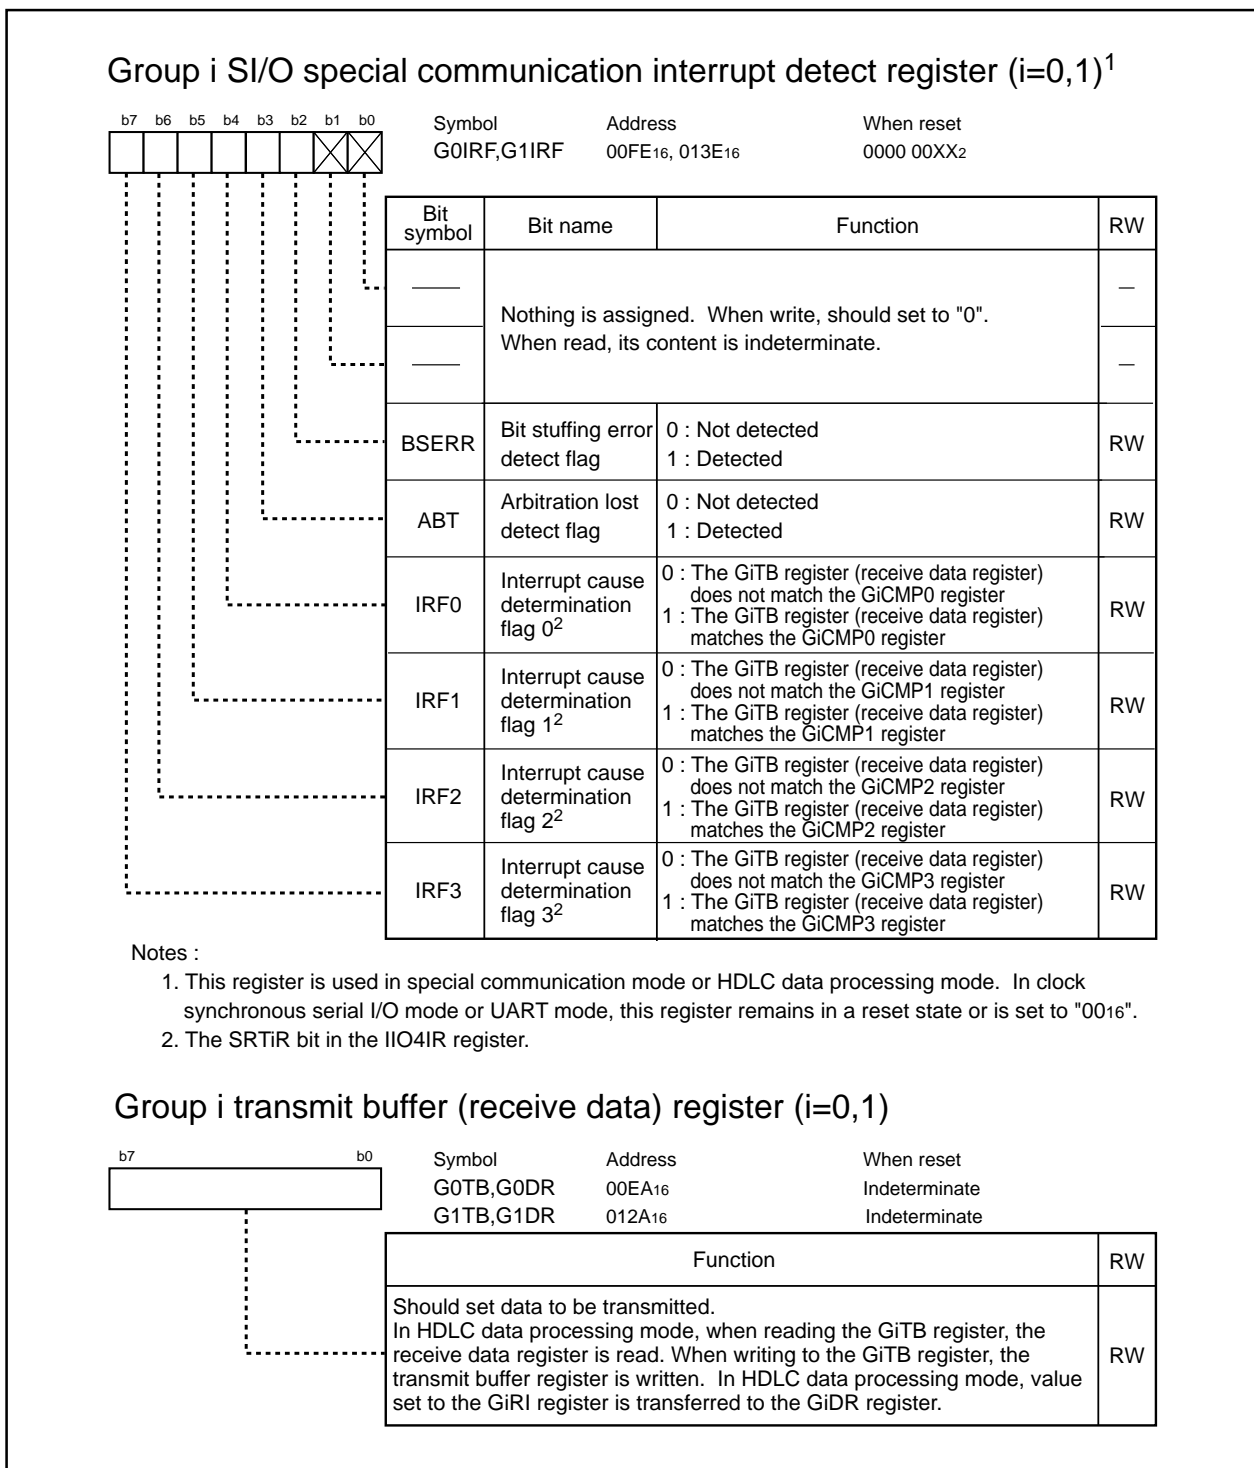 Group i SI/O special communication interrupt detect register (i=0,1)1
b7 b6 b5 b4 b3 b2 b1 b0
Symbol Address When reset
G0IRF,G1IRF 00FE16, 013E16 0000 00XX2
Bit symbol Bit name Function RW
Nothing is assigned. When write, should set to "0".
When read, its content is indeterminate.
—
—
BSERR Bit stuffing error detect flag 0 : Not detected RW
1 : Detected
ABT Arbitration lost detect flag 0 : Not detected RW
1 : Detected
IRF0 Interrupt cause determination flag 02 RW
0 : The GiTB register (receive data register)
does not match the GiCMP0 register
1 : The GiTB register (receive data register)
matches the GiCMP0 register
IRF1 Interrupt cause determination flag 12 RW
0 : The GiTB register (receive data register)
does not match the GiCMP1 register
1 : The GiTB register (receive data register)
matches the GiCMP1 register
IRF2 Interrupt cause determination flag 22 RW
0 : The GiTB register (receive data register)
does not match the GiCMP2 register
1 : The GiTB register (receive data register)
matches the GiCMP2 register
IRF3 Interrupt cause determination flag 32 RW
0 : The GiTB register (receive data register)
does not match the GiCMP3 register
1 : The GiTB register (receive data register)
matches the GiCMP3 register
Notes :
1. This register is used in special communication mode or HDLC data processing mode. In clock
synchronous serial I/O mode or UART mode, this register remains in a reset state or is set to "0016".
2. The SRTiR bit in the IIO4IR register.
Group i transmit buffer (receive data) register (i=0,1)
b7 b0
Symbol Address When reset
G0TB,G0DR 00EA16 Indeterminate
G1TB,G1DR 012A16 Indeterminate
Function RW
Should set data to be transmitted.
In HDLC data processing mode, when reading the GiTB register, the
receive data register is read. When writing to the GiTB register, the
transmit buffer register is written. In HDLC data processing mode, value
set to the GiRI register is transferred to the GiDR register.
RW